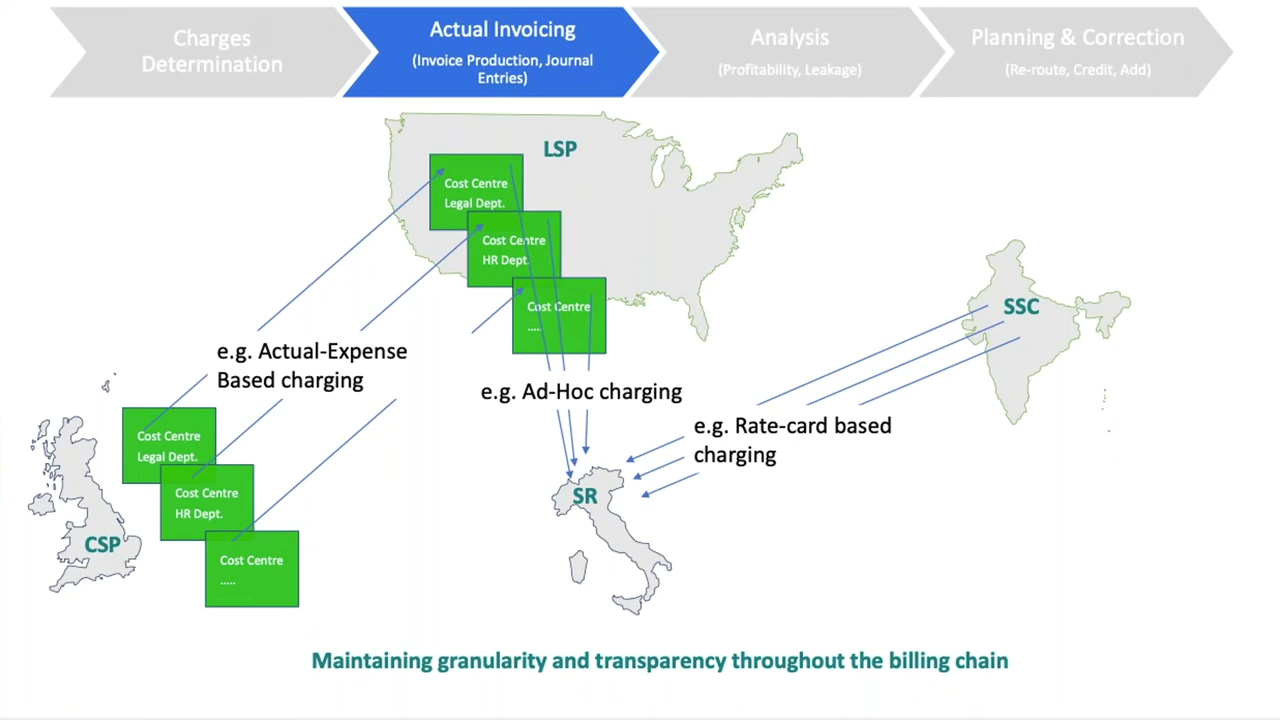 Charges
Determination
Actual Invoicing
(Invoice Production, Journal
Entries)
Analysis
(Profitability, Leakage)
Planning & Correction
(Re-route, Credit, Add)
LSP
Cost Centre
Legal Dept.
Cost Centre
HR Dept.
Cost Centre
.....
SSC
e.g. Actual-Expense
Based charging
e.g. Ad-Hoc charging
e.g. Rate-card based
charging
Cost Centre
Legal Dept.
Cost Centre
HR Dept.
Cost Centre
.....
CSP
SR
Maintaining granularity and transparency throughout the billing chain